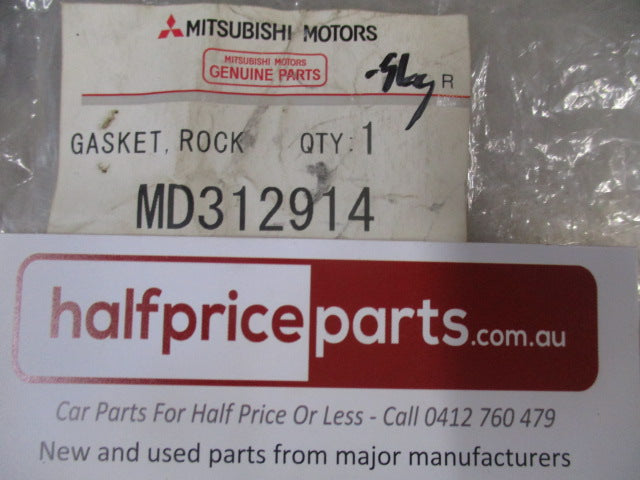 MITSUBISHI MOTORS
MITSUBISHI MOTORS
GENUINE PARTS
R
GASKET, ROCK QTY: 1
MD312914
halfpriceparts.com.au
Car Parts For Half Price Or Less - Call 0412 760 479
New and used parts from major manufacturers